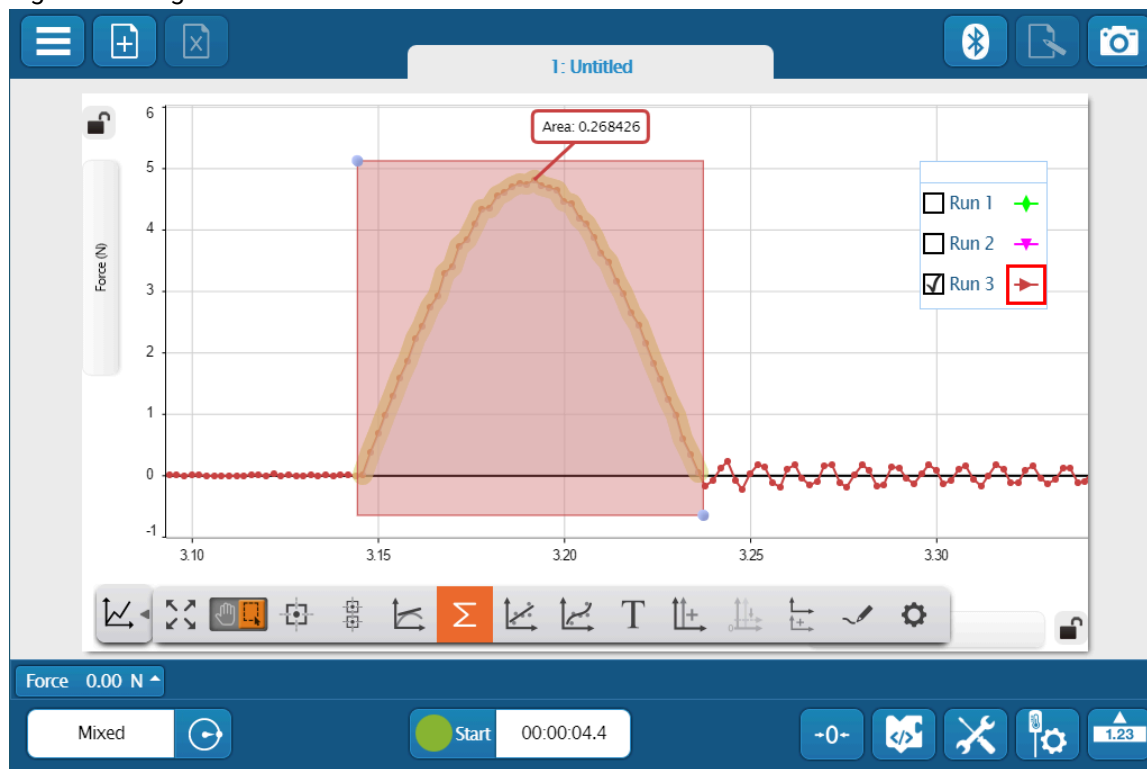 1: Untitled
6
5
4
3
2
1
0
-1
Force (N)
Area: 0.268426
Run 1
Run 2
Run 3
3.10
3.15
3.20
3.25
3.30
Σ
T
Force 0.00 N
Mixed
Start 00:00:04.4
→0←
</>
1.23